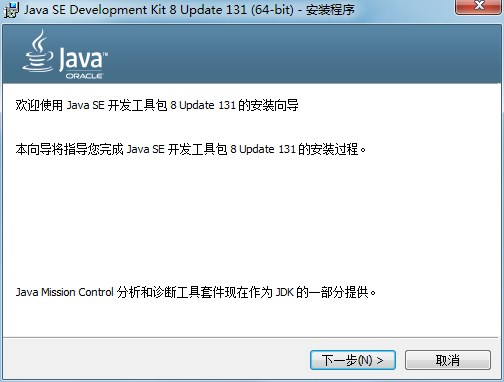 Java SE Development Kit 8 Update 131 (64-bit) - 安装程序
Java™
ORACLE
欢迎使用 Java SE 开发工具包 8 Update 131 的安装向导
本向导将指导您完成 Java SE 开发工具包 8 Update 131 的安装过程。
Java Mission Control 分析和诊断工具套件现在作为 JDK 的一部分提供。
下一步(N) >
取消